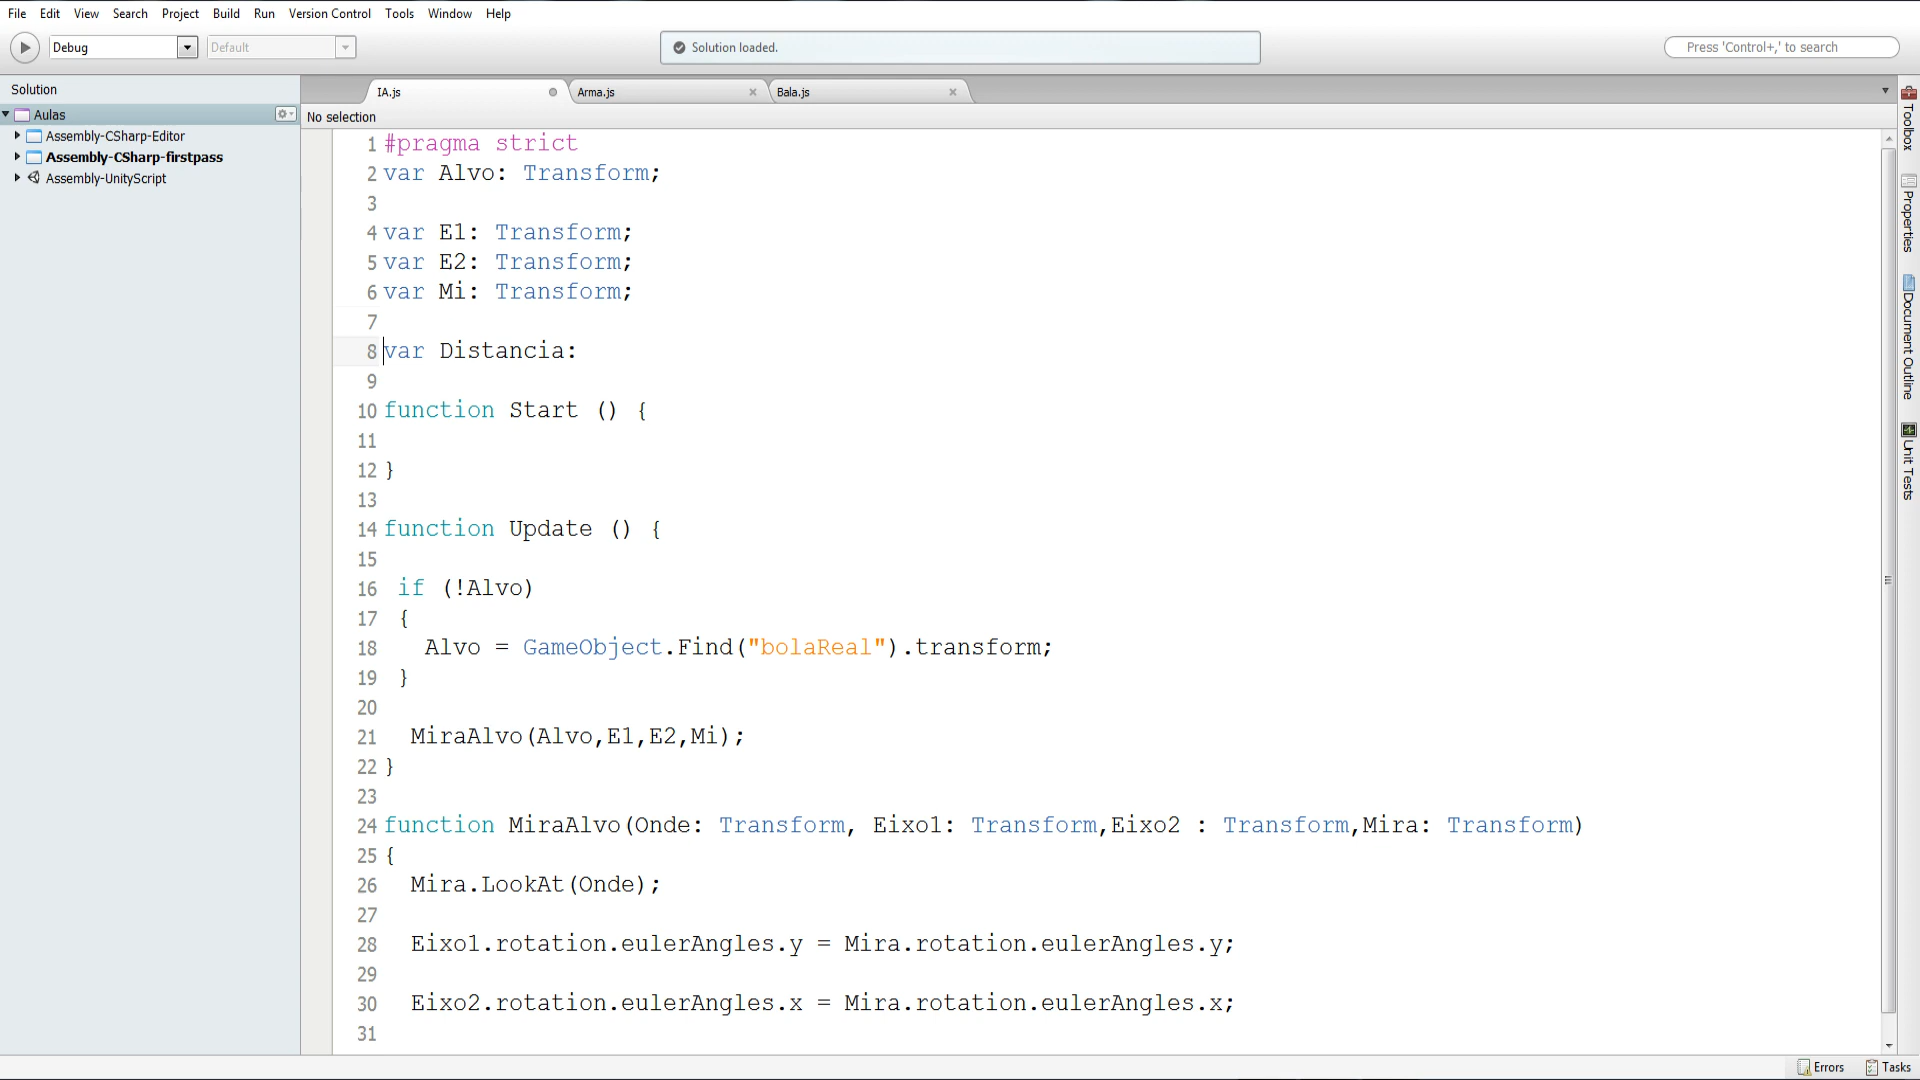 File Edit View Search Project Build Run Version Control Tools Window Help
Debug Default Solution loaded. Press 'Control+,' to search
Solution
Aulas
Assembly-CSharp-Editor
Assembly-CSharp-firstpass
Assembly-UnityScript
IA.js Arma.js Bala.js
No selection
1 #pragma strict
2 var Alvo: Transform;
3
4 var E1: Transform;
5 var E2: Transform;
6 var Mi: Transform;
7
8 var Distancia:
9
10 function Start () {
11
12 }
13
14 function Update () {
15
16 if (!Alvo)
17 {
18 Alvo = GameObject.Find("bolaReal").transform;
19 }
20
21 MiraAlvo(Alvo,E1,E2,Mi);
22 }
23
24 function MiraAlvo(Onde: Transform, Eixo1: Transform,Eixo2 : Transform,Mira: Transform)
25 {
26 Mira.LookAt(Onde);
27
28 Eixo1.rotation.eulerAngles.y = Mira.rotation.eulerAngles.y;
29
30 Eixo2.rotation.eulerAngles.x = Mira.rotation.eulerAngles.x;
31
Toolbox
Properties
Document Outline
Unit Tests
Errors Tasks